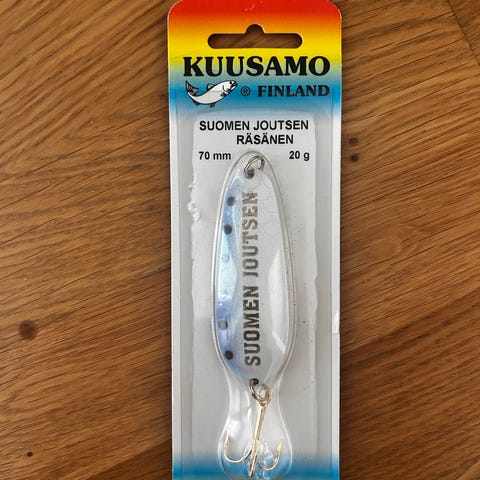 KUUSAMO
® FINLAND
SUOMEN JOUTSEN
RÄSÄNEN
70 mm 20 g
SUOMEN JOUTSEN